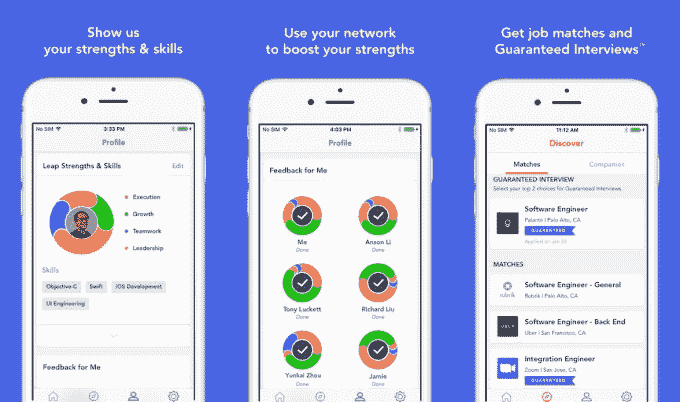 Show us
your strengths & skills
No SIM
3:33 PM
Profile
Leap Strengths & Skills
Edit
Execution
Growth
Teamwork
Leadership
Skills
Objective-C
Swift
iOS Development
UI Engineering
Feedback for Me
Use your network
to boost your strengths
No SIM
4:03 PM
Profile
Feedback for Me
Me
Done
Anson Li
Done
Tony Luckett
Done
Richard Liu
Done
Yunkai Zhou
Done
Jamie
Done
Get job matches and
Guaranteed Interviews™
No SIM
11:12 AM
Discover
Matches
Companies
GUARANTEED INTERVIEW
Select your top 2 choices for Guaranteed Interviews.
Software Engineer
Palantir | Palo Alto, CA
GUARANTEED
MATCHES
rubrik
Software Engineer - General
Rubrik | Palo Alto, CA
UBER
Software Engineer - Back End
Uber | San Francisco, CA
Integration Engineer
Zoom | San Jose, CA
GUARANTEED